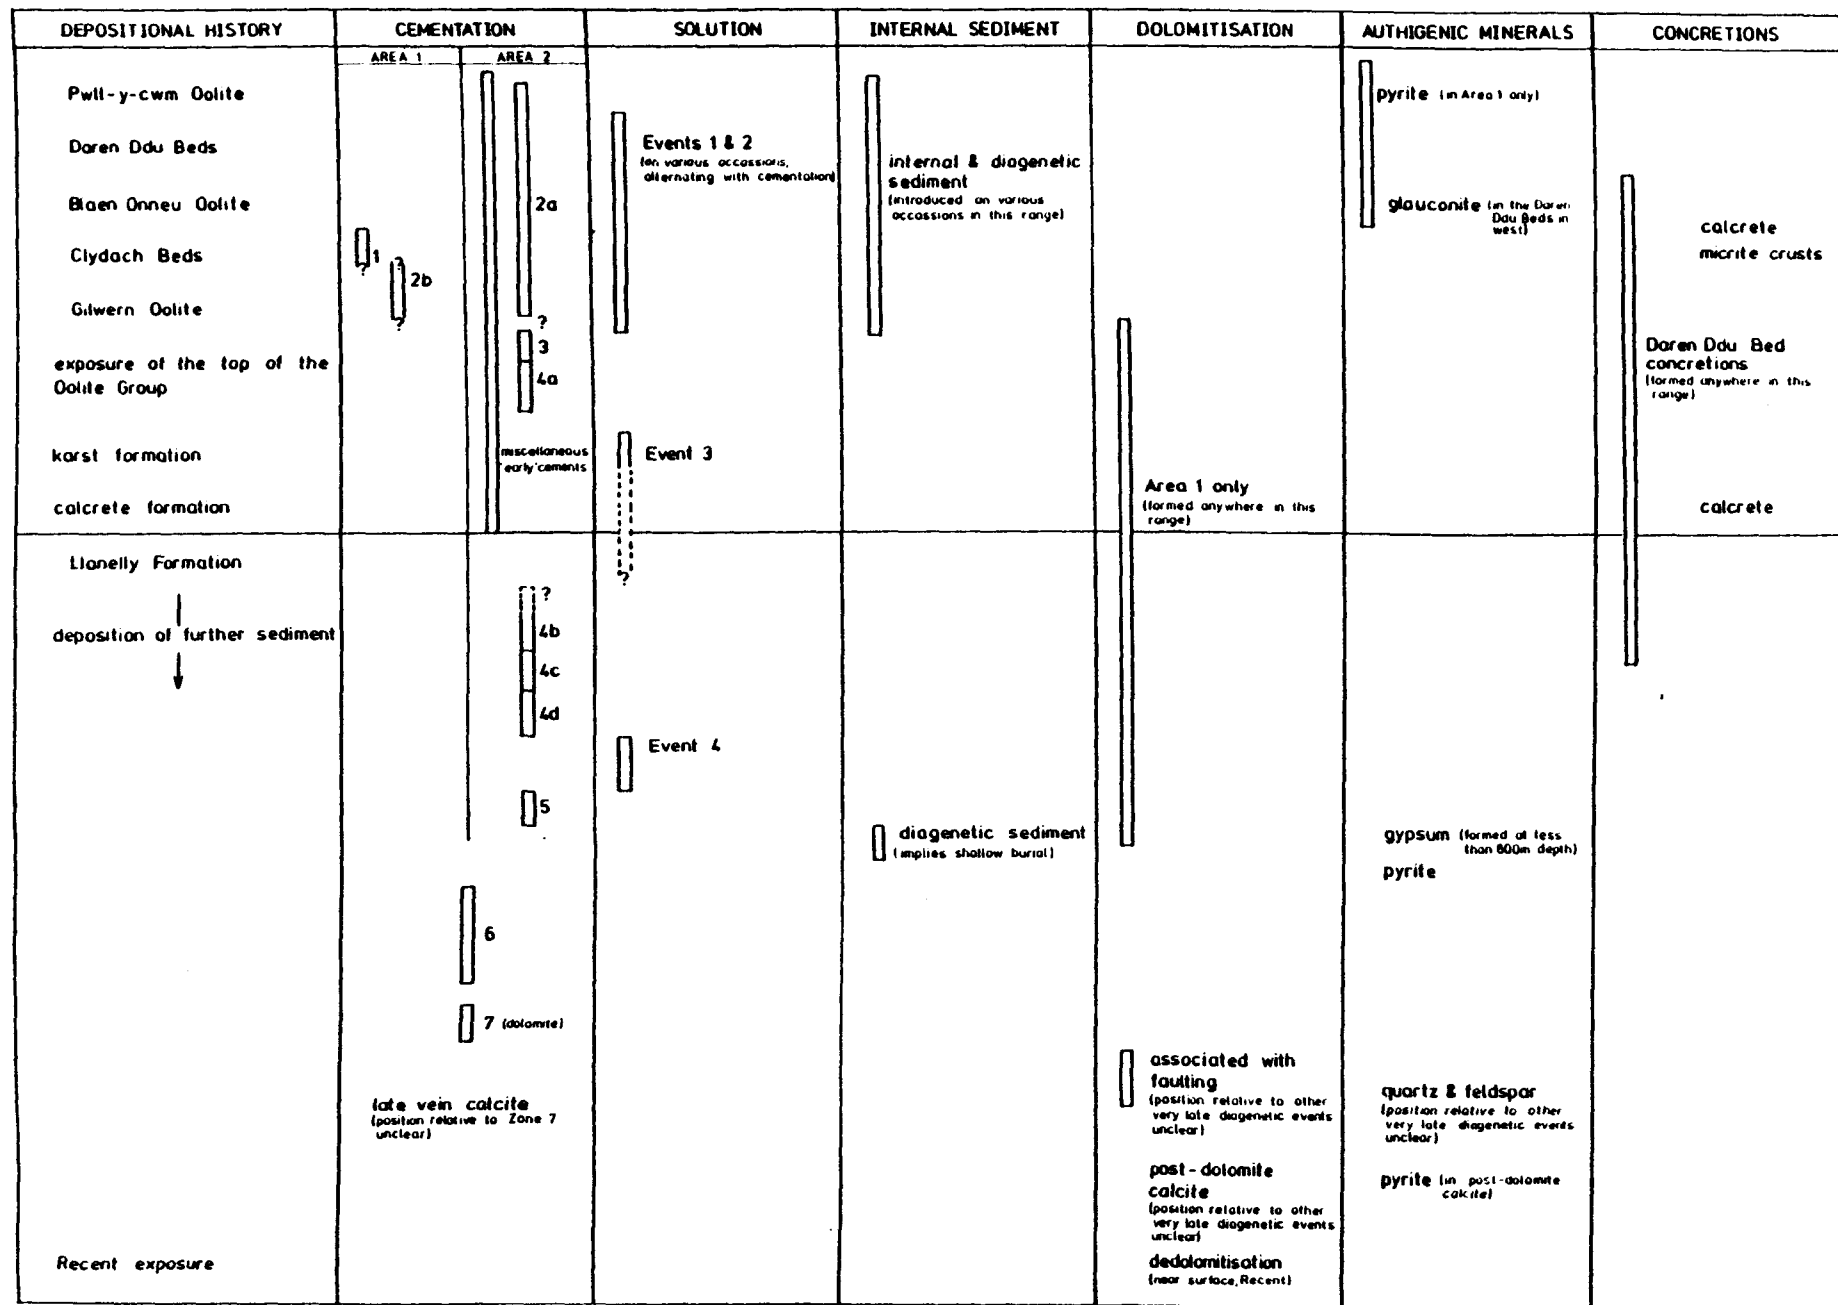 DEPOSITIONAL HISTORY
CEMENTATION
SOLUTION
INTERNAL SEDIMENT
DOLOMITISATION
AUTHIGENIC MINERALS
CONCRETIONS
AREA 1
AREA 2
Pwll-y-cwm Oolite
Daren Ddu Beds
Blaen Onneu Oolite
Clydach Beds
Gilwern Oolite
exposure of the top of the
Oolite Group
karst formation
calcrete formation
Llanelly Formation
deposition of further sediment
Recent exposure
1
?
?
2b
?
2a
?
3
4a
miscellaneous
'early' cements
?
4b
4c
4d
5
6
7 (dolomite)
late vein calcite
(position relative to Zone 7
unclear)
Events 1 & 2
(on various occassions,
alternating with cementation)
Event 3
?
Event 4
internal & diagenetic
sediment
(introduced on various
occassions in this range)
diagenetic sediment
(implies shallow burial)
Area 1 only
(formed anywhere in this
range)
associated with
faulting
(position relative to other
very late diagenetic events
unclear)
post-dolomite
calcite
(position relative to other
very late diagenetic events
unclear)
dedolomitisation
(near surface, Recent)
pyrite (in Area 1 only)
glauconite (in the Daren
Ddu Beds in
west)
gypsum (formed at less
than 800m depth)
pyrite
quartz & feldspar
(position relative to other
very late diagenetic events
unclear)
pyrite (in post-dolomite
calcite)
calcrete
micrite crusts
Daren Ddu Bed
concretions
(formed anywhere in this
range)
calcrete